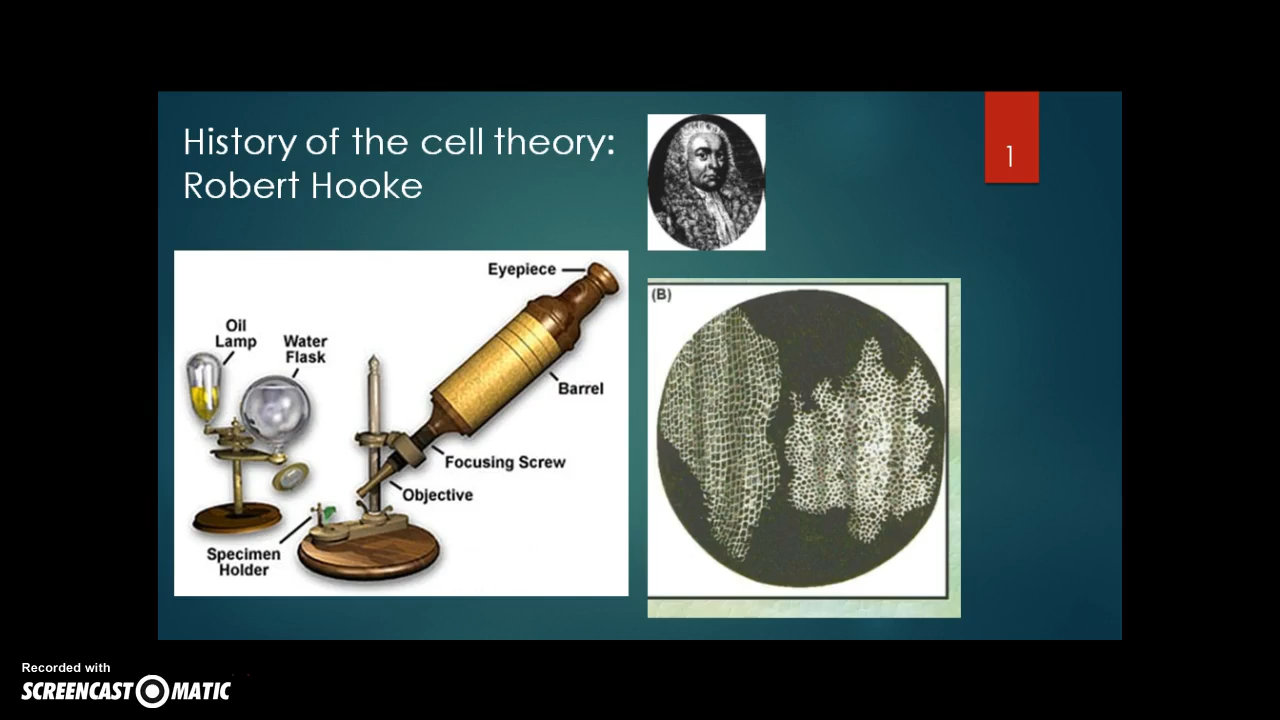 History of the cell theory:
Robert Hooke
1
Eyepiece
Oil
Lamp
Water
Flask
Barrel
Focusing Screw
Objective
Specimen
Holder
(B)
Recorded with
SCREENCAST MATIC